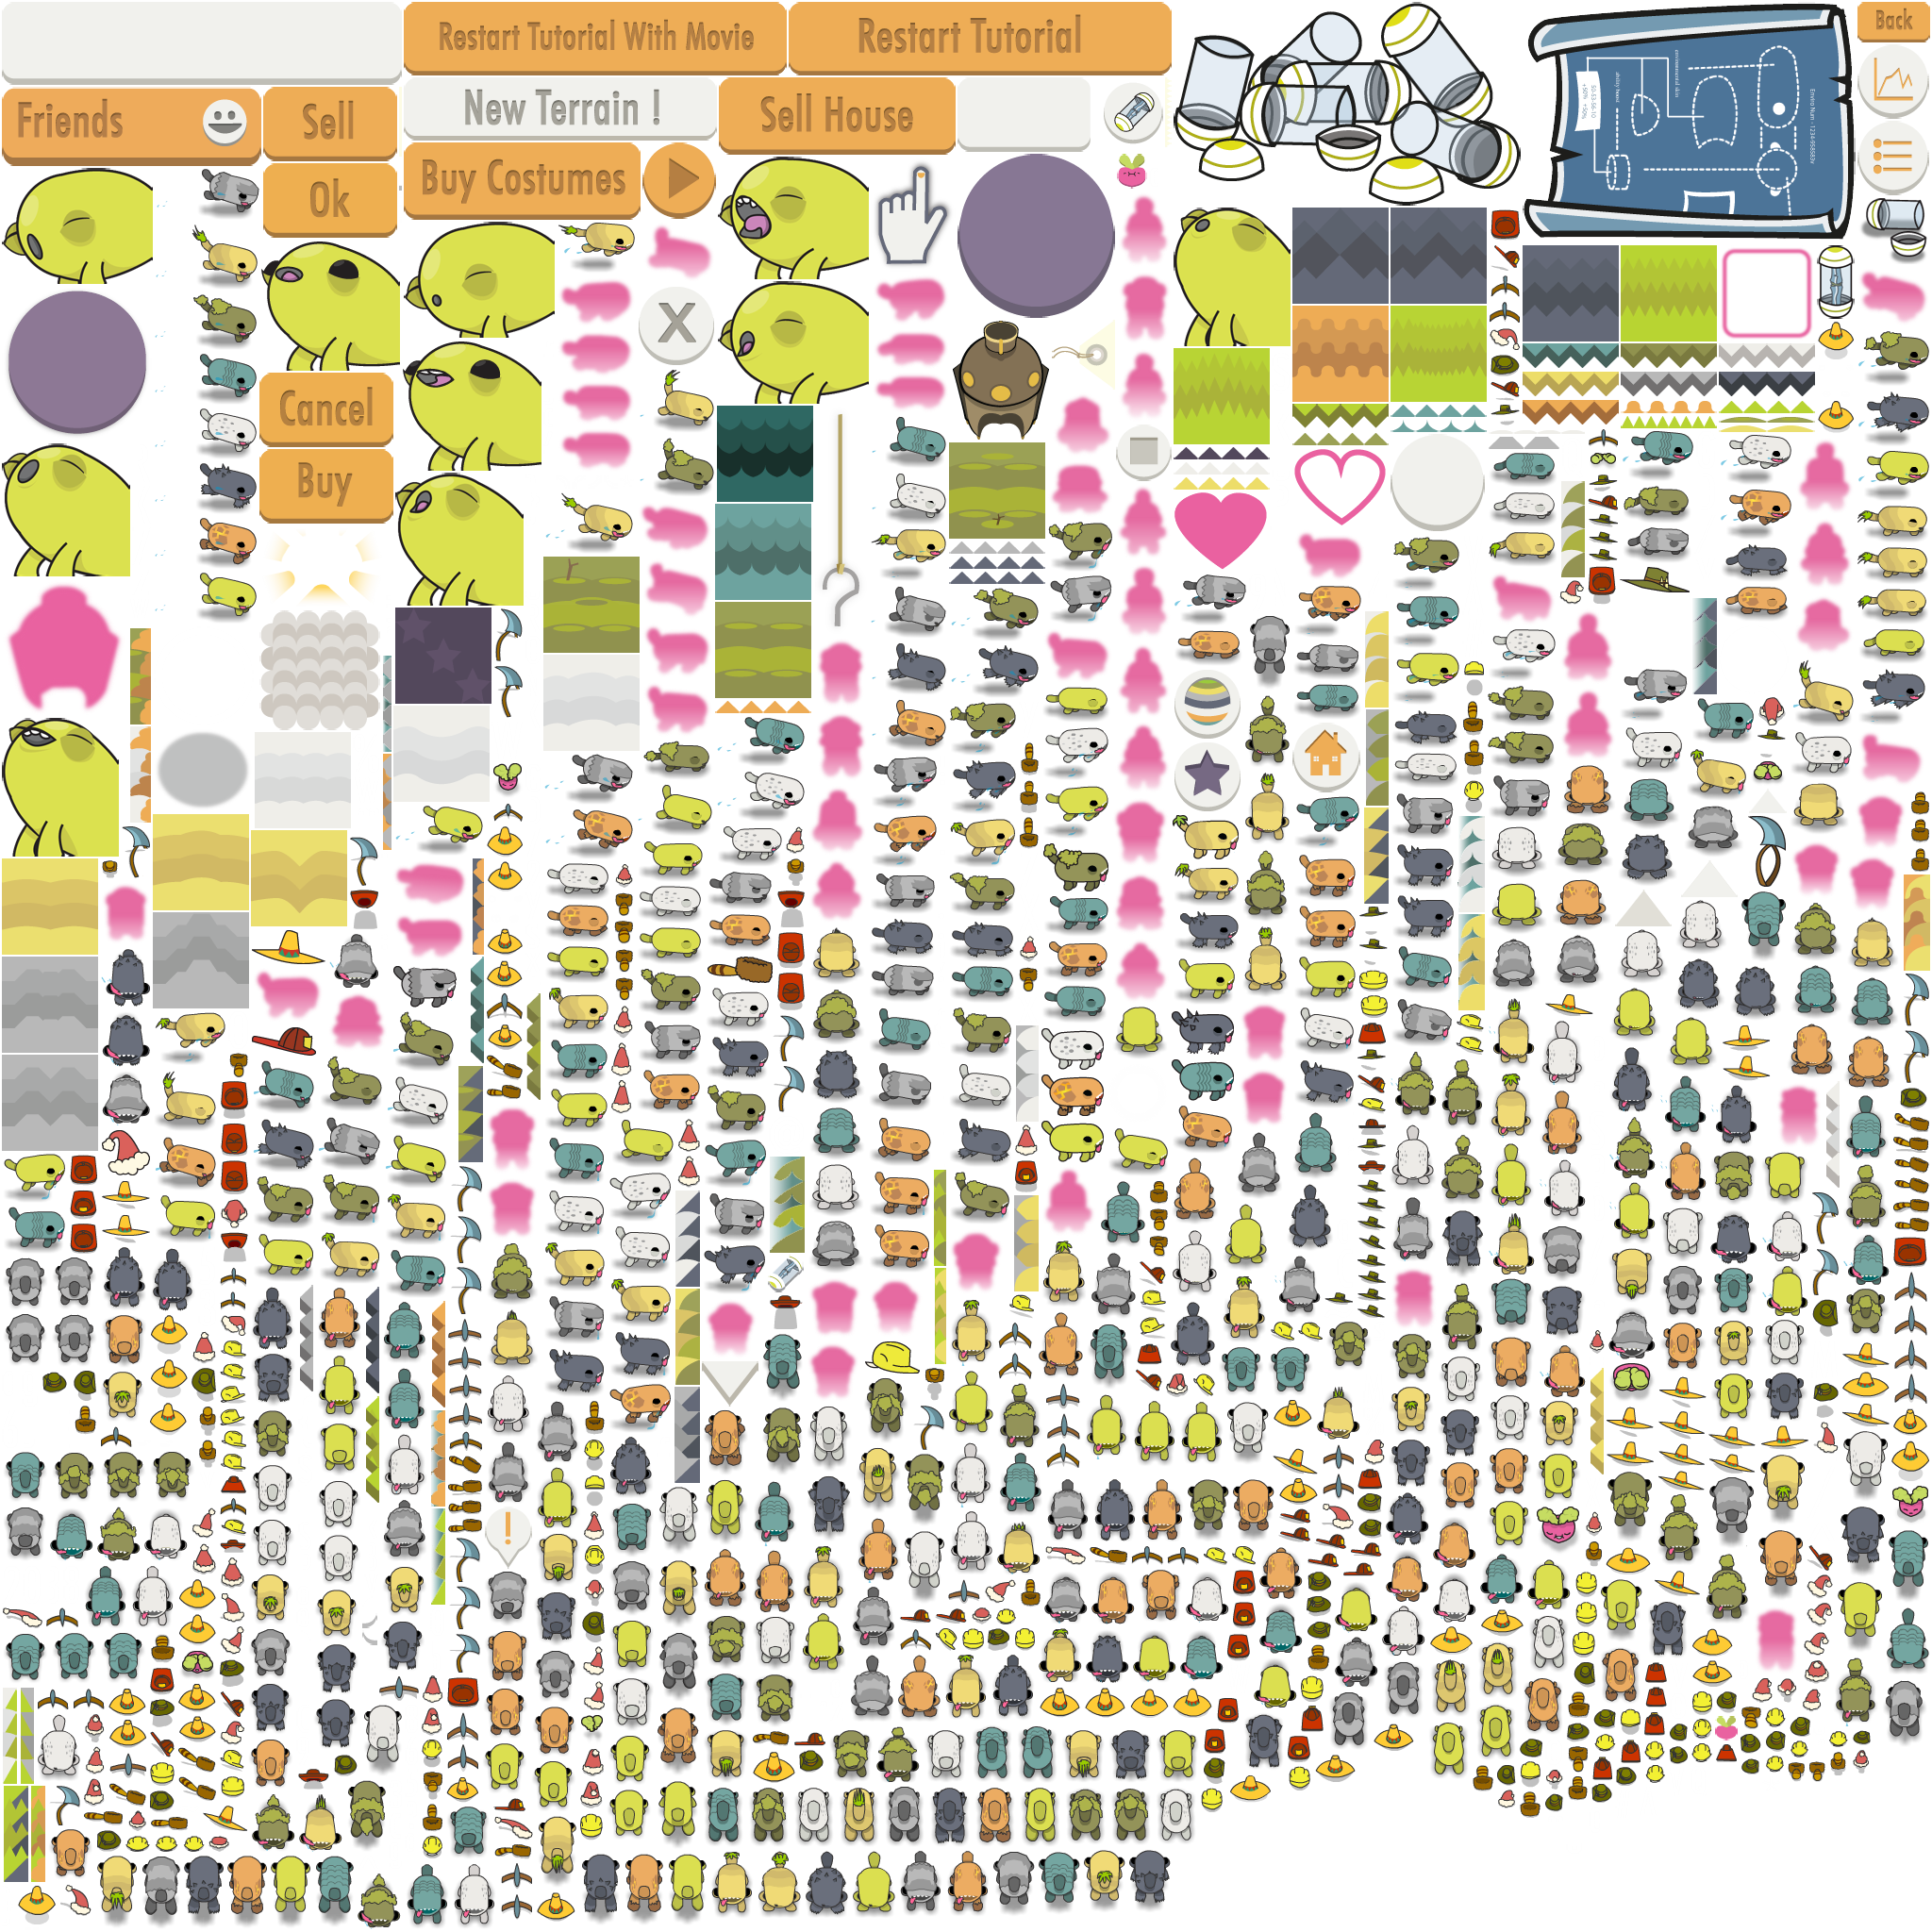 Restart Tutorial With Movie
Restart Tutorial
Back
Friends
Sell
New Terrain !
Sell House
Ok
Buy Costumes
X
Cancel
Buy
!